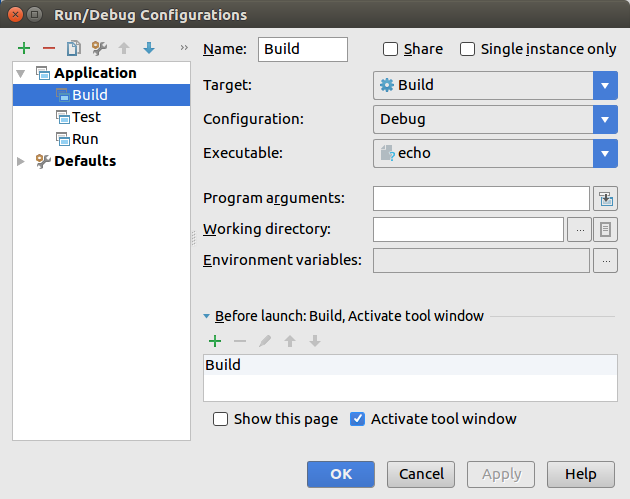 Run/Debug Configurations
Name: Build Share Single instance only
Application
Build
Test
Run
Defaults
Target: Build
Configuration: Debug
Executable: echo
Program arguments:
Working directory: ...
Environment variables: ...
Before launch: Build, Activate tool window
Build
Show this page Activate tool window
OK Cancel Apply Help